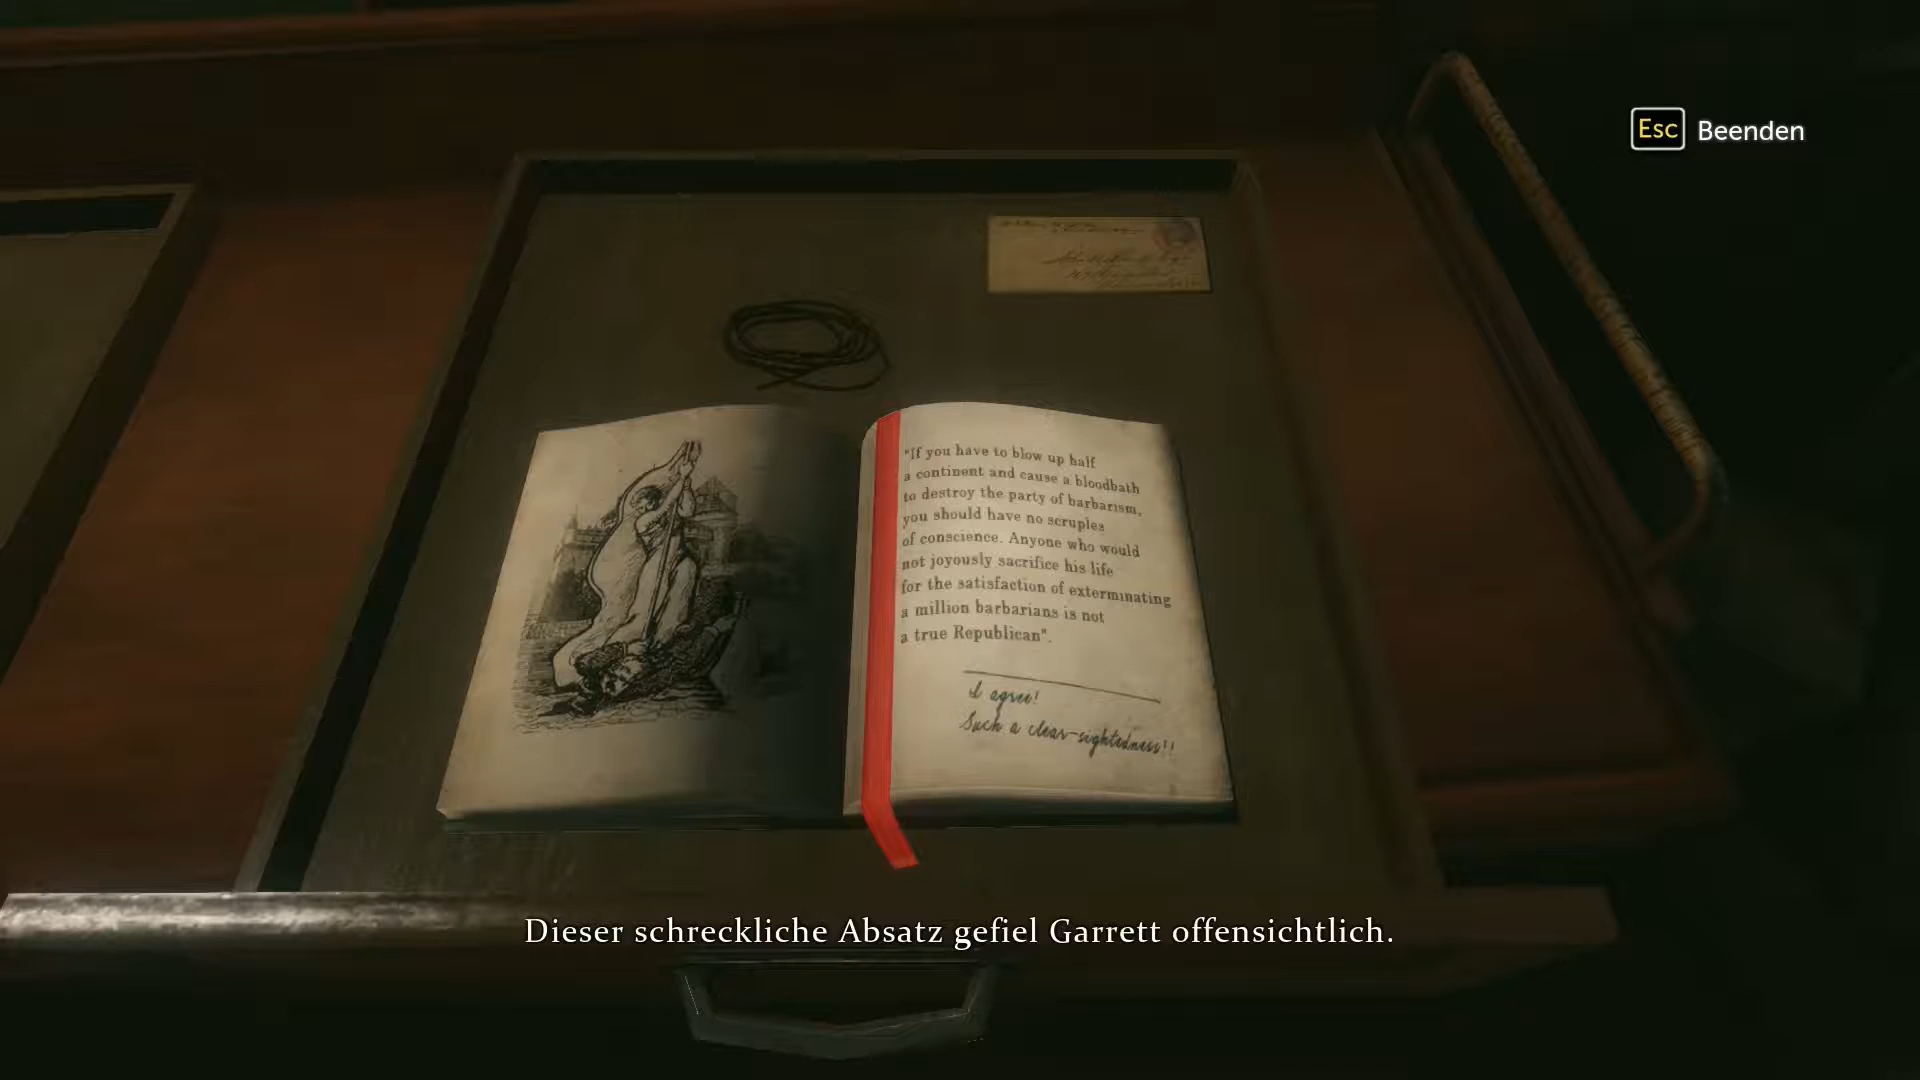 Esc Beenden
"If you have to blow up half
a continent and cause a bloodbath
to destroy the party of barbarism,
you should have no scruples
of conscience. Anyone who would
not joyously sacrifice his life
for the satisfaction of exterminating
a million barbarians is not
a true Republican".
I agree!
Such a clear-sightedness!!
Dieser schreckliche Absatz gefiel Garrett offensichtlich.